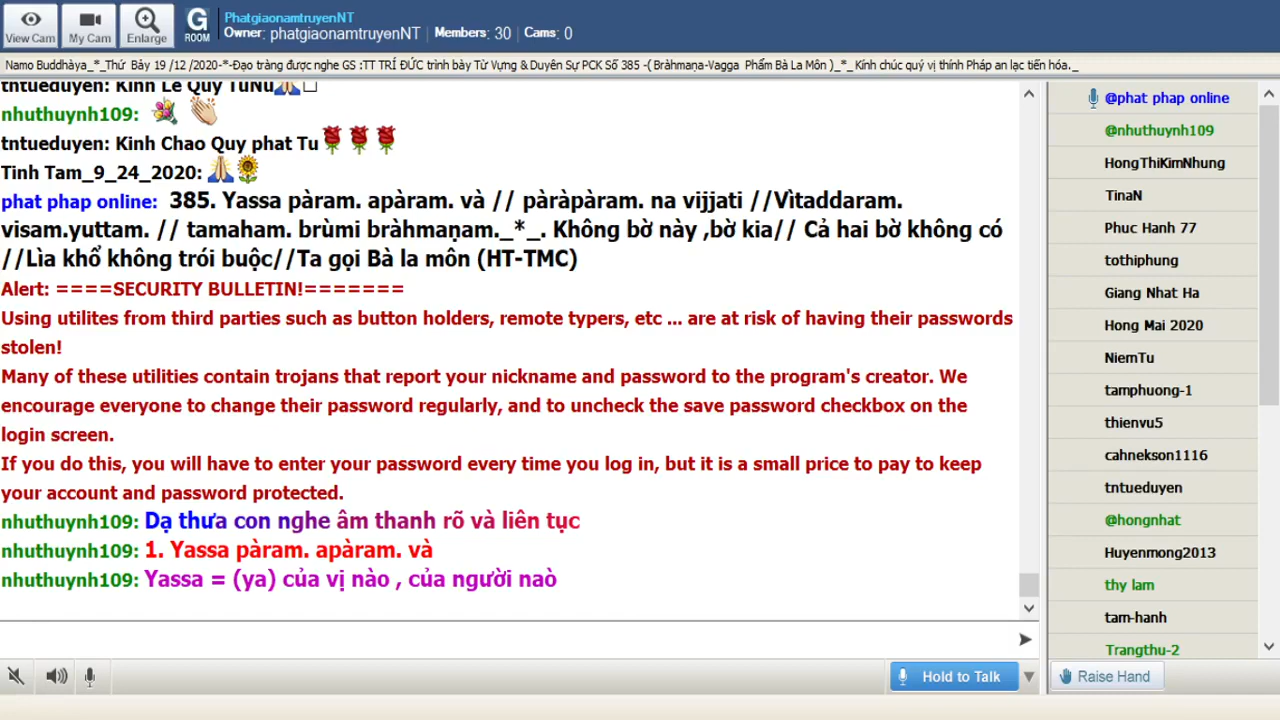 View Cam
My Cam
Enlarge
G
ROOM
PhatgiaonamtruyenNT
Owner: phatgiaonamtruyenNT | Members: 30 | Cams: 0
Namo Buddhàya_*_Thứ Bảy 19 /12 /2020-*-Đạo tràng được nghe GS :TT TRÍ ĐỨC trình bày Từ Vựng & Duyên Sự PCK Số 385 -( Bràhmaṇa-Vagga Phẩm Bà La Môn )_*_Kính chúc quý vị thính Pháp an lạc tiến hóa._
tntueduyen: Kinh Le Quy TuNu
nhuthuynh109:
tntueduyen: Kinh Chao Quy phat Tu
Tinh Tam_9_24_2020:
phat phap online: 385. Yassa pàram. apàram. và // pàràpàram. na vijjati //Vìtaddaram.
visam.yuttam. // tamaham. brùmi bràhmaṇam._*_. Không bờ này ,bờ kia// Cả hai bờ không có
//Lìa khổ không trói buộc//Ta gọi Bà la môn (HT-TMC)
Alert: ====SECURITY BULLETIN!=======
Using utilites from third parties such as button holders, remote typers, etc ... are at risk of having their passwords
stolen!
Many of these utilities contain trojans that report your nickname and password to the program's creator. We
encourage everyone to change their password regularly, and to uncheck the save password checkbox on the
login screen.
If you do this, you will have to enter your password every time you log in, but it is a small price to pay to keep
your account and password protected.
nhuthuynh109: Dạ thưa con nghe âm thanh rõ và liên tục
nhuthuynh109: 1. Yassa pàram. apàram. và
nhuthuynh109: Yassa = (ya) của vị nào , của người naò
@phat phap online
@nhuthuynh109
HongThiKimNhung
TinaN
Phuc Hanh 77
tothiphung
Giang Nhat Ha
Hong Mai 2020
NiemTu
tamphuong-1
thienvu5
cahnekson1116
tntueduyen
@hongnhat
Huyenmong2013
thy lam
tam-hanh
Trangthu-2
Hold to Talk
Raise Hand